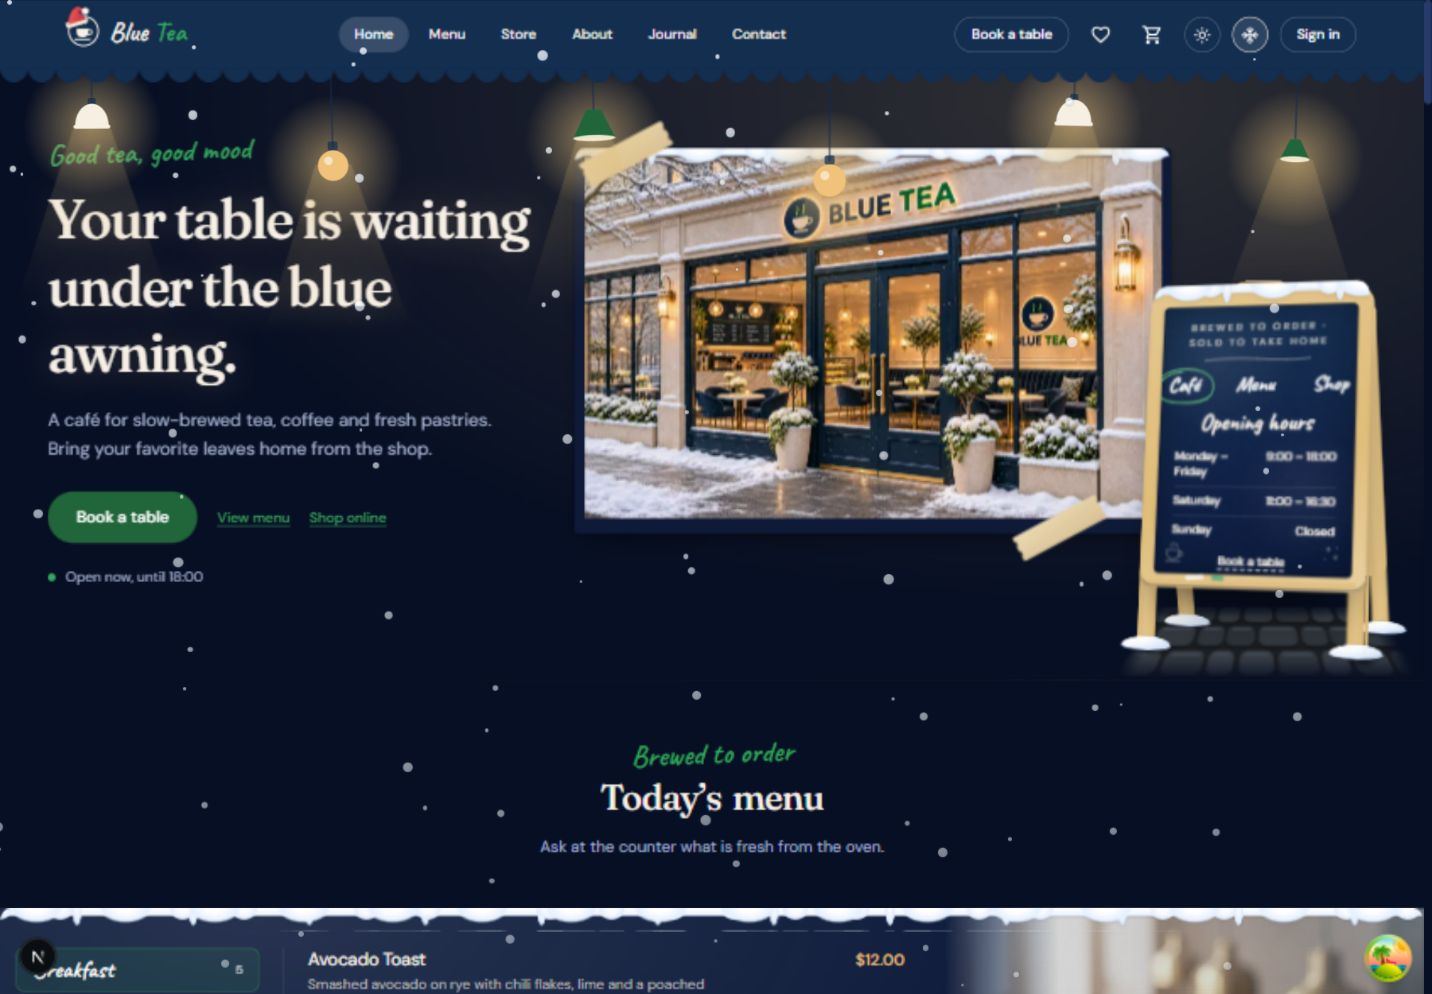 Blue Tea
Home
Menu
Store
About
Journal
Contact
Book a table
Sign in
Good tea, good mood
Your table is waiting
under the blue
awning.
A café for slow-brewed tea, coffee and fresh pastries.
Bring your favorite leaves home from the shop.
Book a table
View menu
Shop online
Open now, until 18:00
BLUE TEA
LUE TEA
BREWED TO ORDER ·
SOLD TO TAKE HOME
Café
Menu
Shop
Opening hours
Monday – 9:00 – 18:00
Friday
Saturday
Sunday Closed
Book a table
Brewed to order
Today’s menu
Ask at the counter what is fresh from the oven.
N
reakfast
5
Avocado Toast $12.00
Smashed avocado on rye with chili flakes, lime and a poached